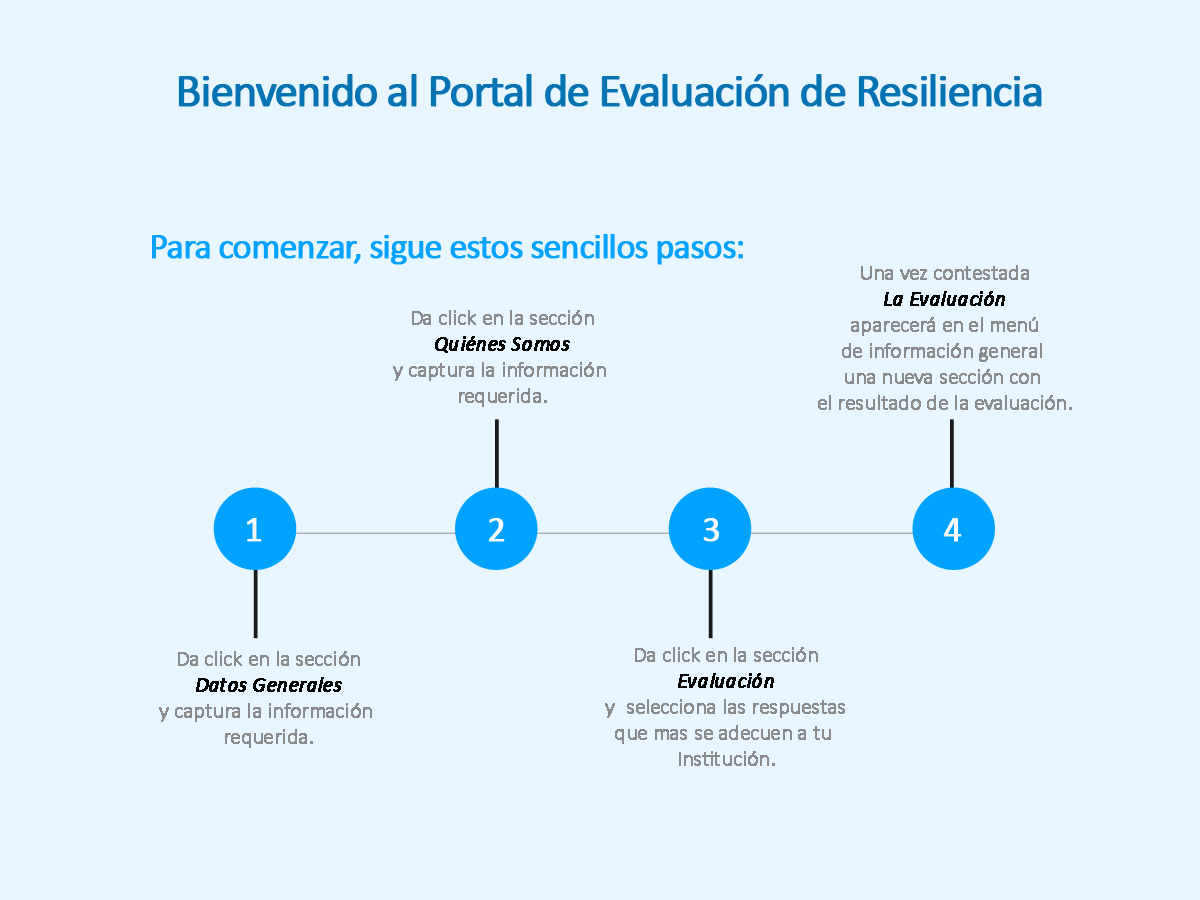 Bienvenido al Portal de Evaluación de Resiliencia
Para comenzar, sigue estos sencillos pasos:
1
Da click en la sección
Datos Generales
y captura la información
requerida.
2
Da click en la sección
Quiénes Somos
y captura la información
requerida.
3
Da click en la sección
Evaluación
y selecciona las respuestas
que mas se adecuen a tu
Institución.
4
Una vez contestada
La Evaluación
aparecerá en el menú
de información general
una nueva sección con
el resultado de la evaluación.